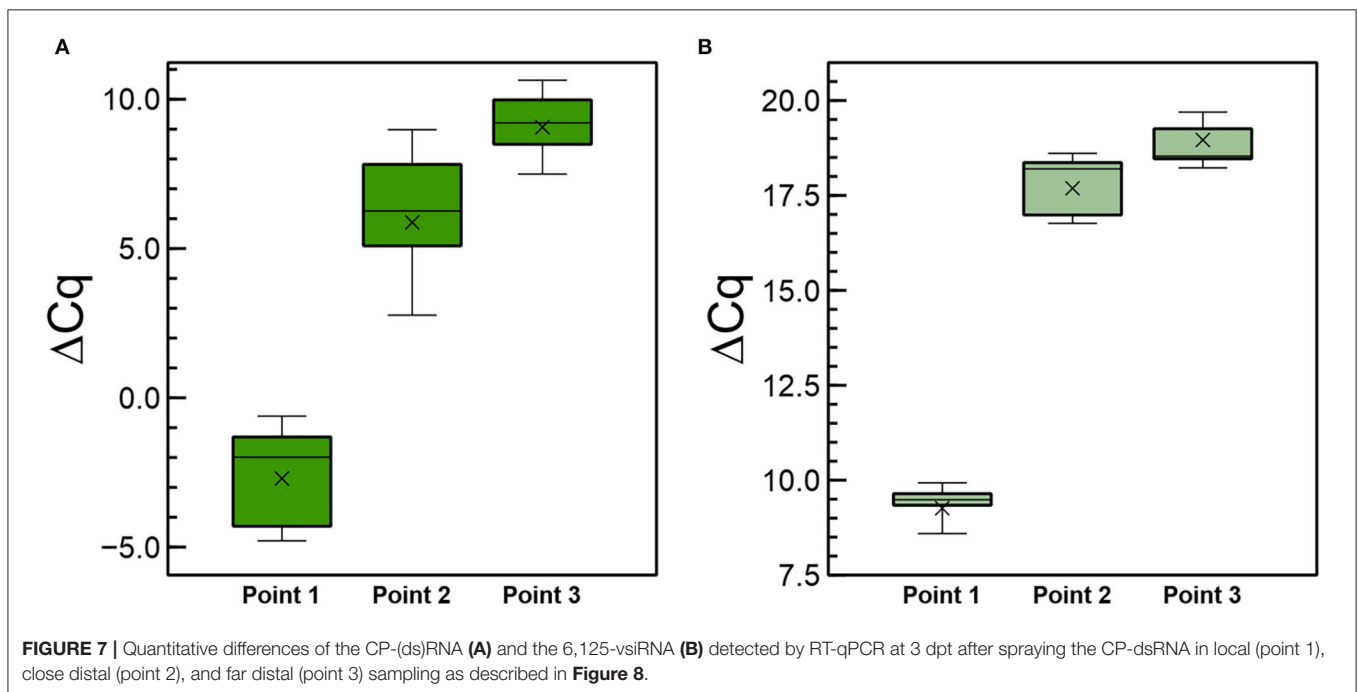 A
ΔCq
10.0
5.0
0.0
−5.0
Point 1 Point 2 Point 3
B
ΔCq
20.0
17.5
15.0
12.5
10.0
7.5
Point 1 Point 2 Point 3
FIGURE 7 | Quantitative differences of the CP-(ds)RNA (A) and the 6,125-vsiRNA (B) detected by RT-qPCR at 3 dpt after spraying the CP-dsRNA in local (point 1),
close distal (point 2), and far distal (point 3) sampling as described in Figure 8.